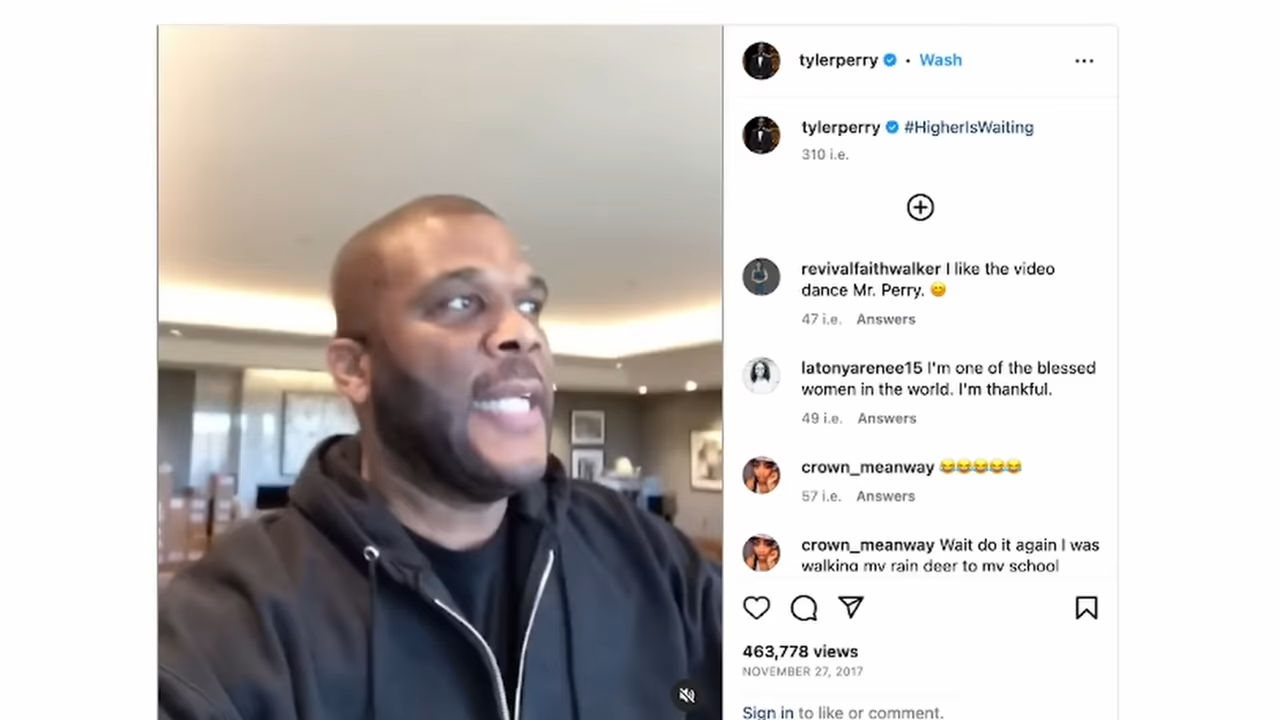 tylerperry • Wash
tylerperry #HigherIsWaiting
310 i.e.
revivalfaithwalker I like the video
dance Mr. Perry. 😊
47 i.e. Answers
latonyarenee15 I'm one of the blessed
women in the world. I'm thankful.
49 i.e. Answers
crown_meanway 😂😂😂😂😂
57 i.e. Answers
crown_meanway Wait do it again I was
walking my rain deer to my school
463,778 views
NOVEMBER 27, 2017
Sign in to like or comment.